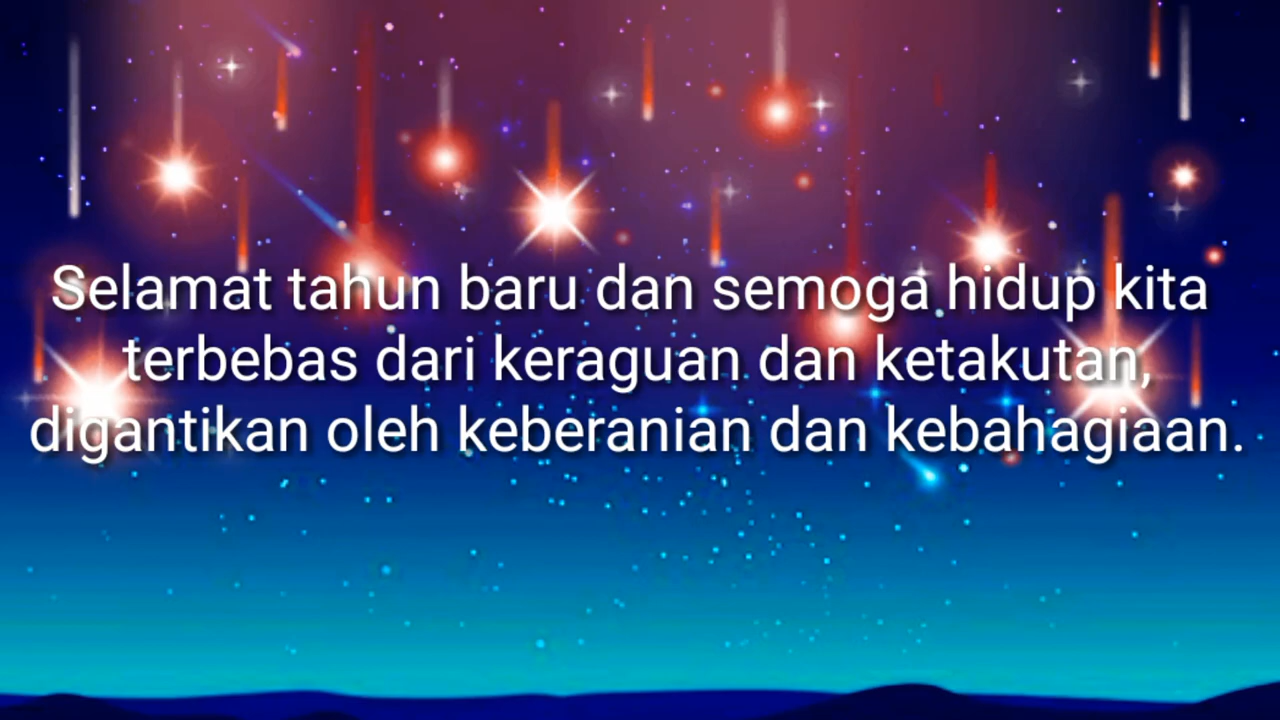 Selamat tahun baru dan semoga hidup kita
terbebas dari keraguan dan ketakutan,
digantikan oleh keberanian dan kebahagiaan.